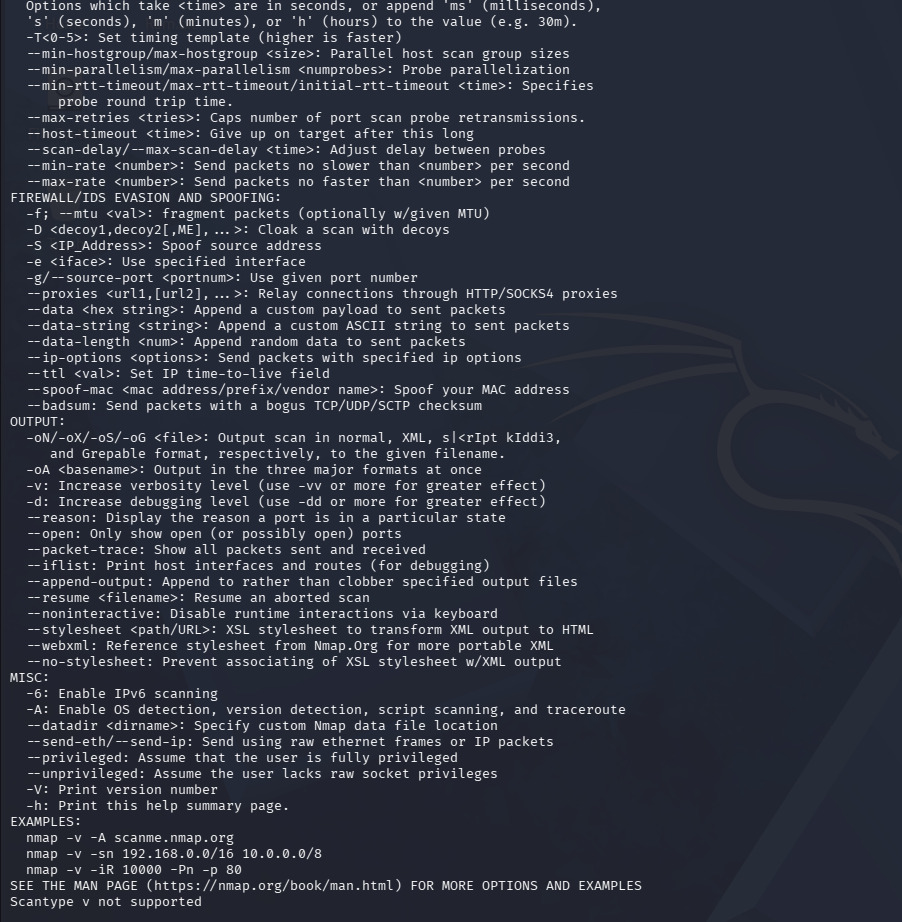 Options which take <time> are in seconds, or append 'ms' (milliseconds),
's' (seconds), 'm' (minutes), or 'h' (hours) to the value (e.g. 30m).
-T<0-5>: Set timing template (higher is faster)
--min-hostgroup/max-hostgroup <size>: Parallel host scan group sizes
--min-parallelism/max-parallelism <numprobes>: Probe parallelization
--min-rtt-timeout/max-rtt-timeout/initial-rtt-timeout <time>: Specifies
probe round trip time.
--max-retries <tries>: Caps number of port scan probe retransmissions.
--host-timeout <time>: Give up on target after this long
--scan-delay/--max-scan-delay <time>: Adjust delay between probes
--min-rate <number>: Send packets no slower than <number> per second
--max-rate <number>: Send packets no faster than <number> per second
FIREWALL/IDS EVASION AND SPOOFING:
-f; --mtu <val>: fragment packets (optionally w/given MTU)
-D <decoy1,decoy2[,ME],...>: Cloak a scan with decoys
-S <IP_Address>: Spoof source address
-e <iface>: Use specified interface
-g/--source-port <portnum>: Use given port number
--proxies <url1,[url2],...>: Relay connections through HTTP/SOCKS4 proxies
--data <hex string>: Append a custom payload to sent packets
--data-string <string>: Append a custom ASCII string to sent packets
--data-length <num>: Append random data to sent packets
--ip-options <options>: Send packets with specified ip options
--ttl <val>: Set IP time-to-live field
--spoof-mac <mac address/prefix/vendor name>: Spoof your MAC address
--badsum: Send packets with a bogus TCP/UDP/SCTP checksum
OUTPUT:
-oN/-oX/-oS/-oG <file>: Output scan in normal, XML, s|<rIpt kIddi3,
and Grepable format, respectively, to the given filename.
-oA <basename>: Output in the three major formats at once
-v: Increase verbosity level (use -vv or more for greater effect)
-d: Increase debugging level (use -dd or more for greater effect)
--reason: Display the reason a port is in a particular state
--open: Only show open (or possibly open) ports
--packet-trace: Show all packets sent and received
--iflist: Print host interfaces and routes (for debugging)
--append-output: Append to rather than clobber specified output files
--resume <filename>: Resume an aborted scan
--noninteractive: Disable runtime interactions via keyboard
--stylesheet <path/URL>: XSL stylesheet to transform XML output to HTML
--webxml: Reference stylesheet from Nmap.Org for more portable XML
--no-stylesheet: Prevent associating of XSL stylesheet w/XML output
MISC:
-6: Enable IPv6 scanning
-A: Enable OS detection, version detection, script scanning, and traceroute
--datadir <dirname>: Specify custom Nmap data file location
--send-eth/--send-ip: Send using raw ethernet frames or IP packets
--privileged: Assume that the user is fully privileged
--unprivileged: Assume the user lacks raw socket privileges
-V: Print version number
-h: Print this help summary page.
EXAMPLES:
nmap -v -A scanme.nmap.org
nmap -v -sn 192.168.0.0/16 10.0.0.0/8
nmap -v -iR 10000 -Pn -p 80
SEE THE MAN PAGE (https://nmap.org/book/man.html) FOR MORE OPTIONS AND EXAMPLES
Scantype v not supported